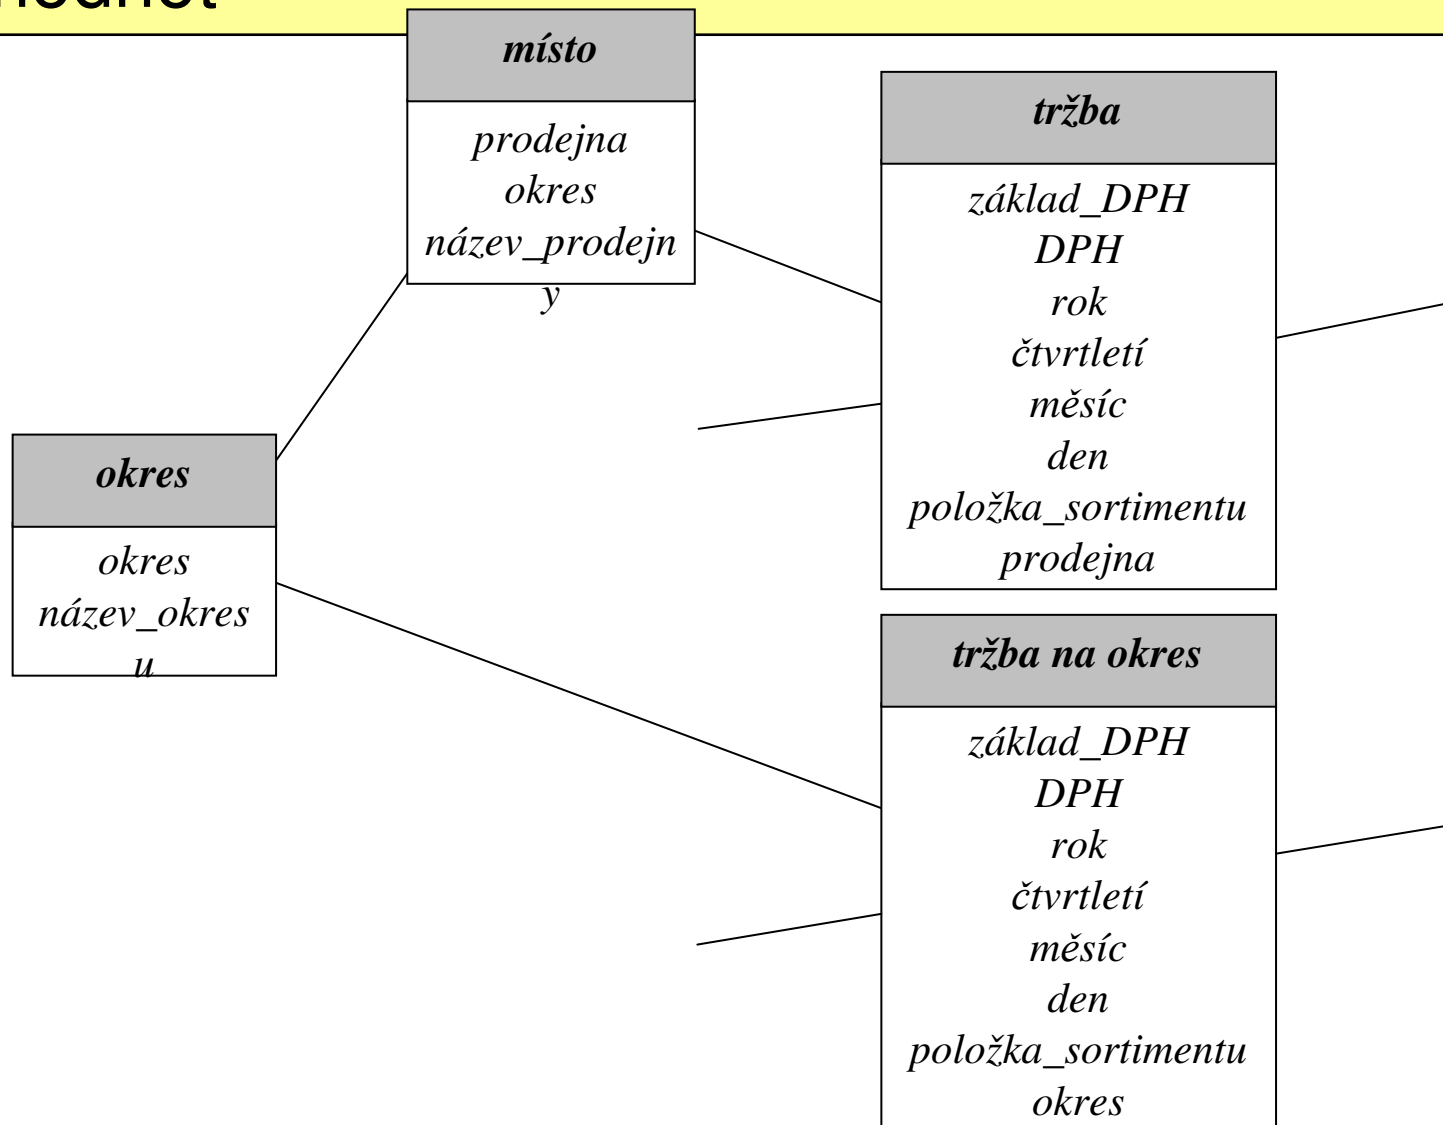 místo
prodejna
okres
název_prodejn
y
tržba
základ_DPH
DPH
rok
čtvrtletí
měsíc
den
položka_sortimentu
prodejna
okres
okres
název_okres
u
tržba na okres
základ_DPH
DPH
rok
čtvrtletí
měsíc
den
položka_sortimentu
okres